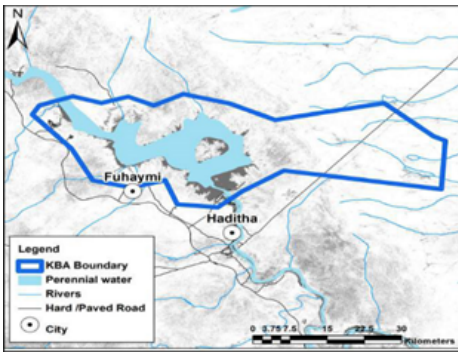 N
Fuhaymi
Haditha
Legend
KBA Boundary
Perennial water
Rivers
Hard /Paved Road
City
0 3.75 7.5 15 22.5 30
Kilometers